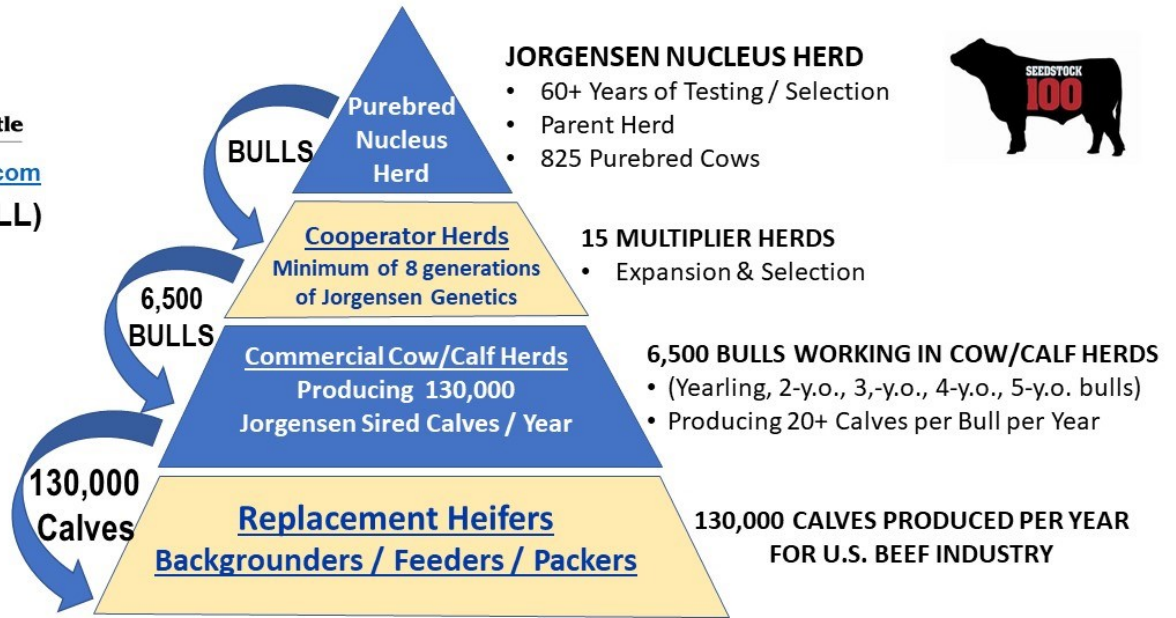 tle
com
LL)
BULLS
Purebred
Nucleus
Herd
JORGENSEN NUCLEUS HERD
• 60+ Years of Testing / Selection
• Parent Herd
• 825 Purebred Cows
SEEDSTOCK
100
6,500
BULLS
Cooperator Herds
Minimum of 8 generations
of Jorgensen Genetics
15 MULTIPLIER HERDS
• Expansion & Selection
130,000
Calves
Commercial Cow/Calf Herds
Producing 130,000
Jorgensen Sired Calves / Year
6,500 BULLS WORKING IN COW/CALF HERDS
• (Yearling, 2-y.o., 3,-y.o., 4-y.o., 5-y.o. bulls)
• Producing 20+ Calves per Bull per Year
Replacement Heifers
Backgrounders / Feeders / Packers
130,000 CALVES PRODUCED PER YEAR
FOR U.S. BEEF INDUSTRY